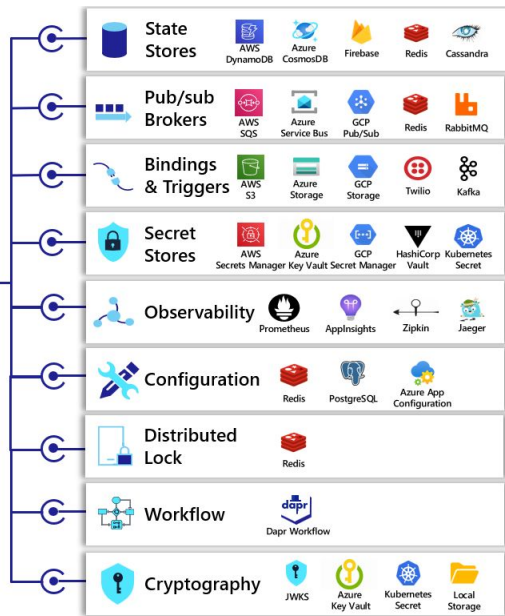 State
Stores
AWS
DynamoDB
Azure
CosmosDB
Firebase
Redis
Cassandra
Pub/sub
Brokers
AWS
SQS
Azure
Service Bus
GCP
Pub/Sub
Redis
RabbitMQ
Bindings
& Triggers
AWS
S3
Azure
Storage
GCP
Storage
Twilio
Kafka
Secret
Stores
AWS
Secrets Manager
Azure
Key Vault
GCP
Secret Manager
HashiCorp
Vault
Kubernetes
Secret
Observability
Prometheus
AppInsights
Zipkin
Jaeger
Configuration
Redis
PostgreSQL
Azure App
Configuration
Distributed
Lock
Redis
Workflow
dapr
Dapr Workflow
Cryptography
JWKS
Azure
Key Vault
Kubernetes
Secret
Local
Storage